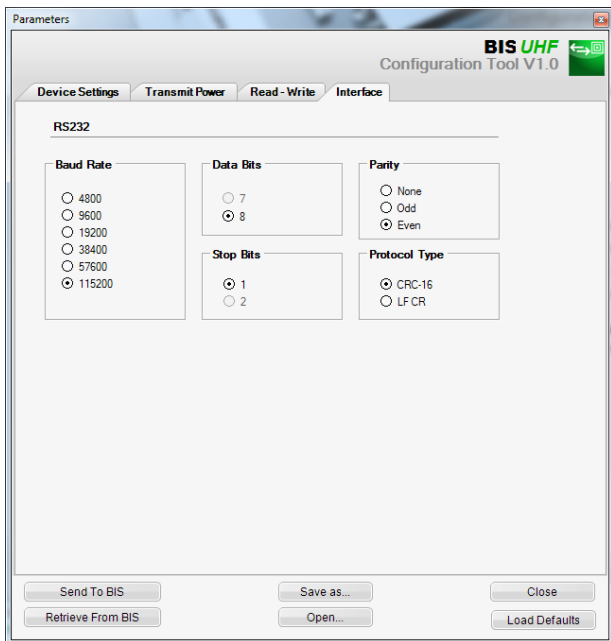 Parameters
BIS UHF
Configuration Tool V1.0
Device Settings
Transmit Power
Read - Write
Interface
RS232
Baud Rate
4800
9600
19200
38400
57600
115200
Data Bits
7
8
Parity
None
Odd
Even
Stop Bits
1
2
Protocol Type
CRC-16
LF CR
Send To BIS
Save as...
Close
Retrieve From BIS
Open...
Load Defaults